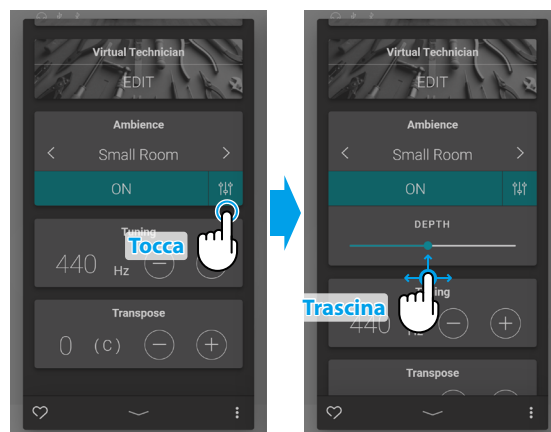 Virtual Technician
EDIT
Ambience
Small Room
ON
Tuning
Tocca
440 Hz
Transpose
0 (C)
Virtual Technician
EDIT
Ambience
Small Room
ON
DEPTH
Tuning
Trascina
440 Hz
Transpose